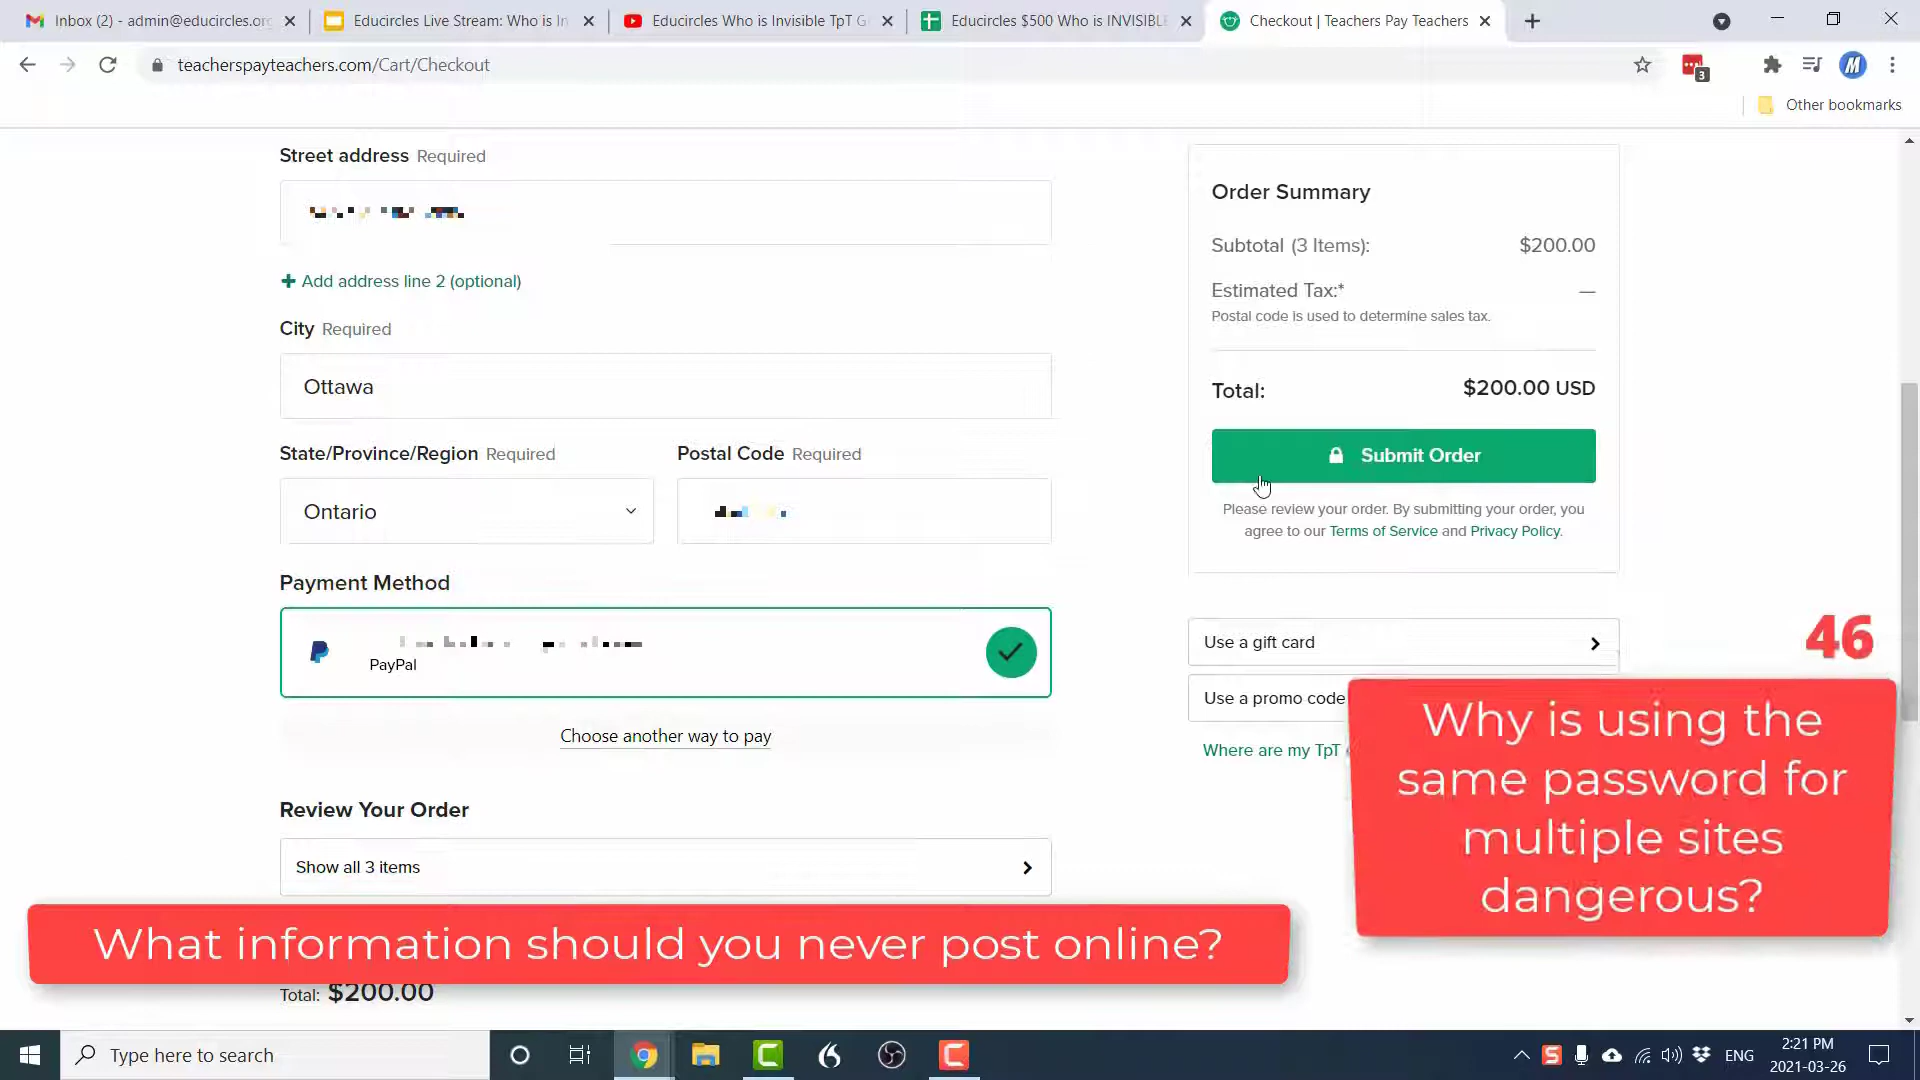 Inbox (2) - admin@educircles.org
Educircles Live Stream: Who is In
Educircles Who is Invisible TpT G
Educircles $500 Who is INVISIBLE
Checkout | Teachers Pay Teachers
teacherspayteachers.com/Cart/Checkout
3
Other bookmarks
Street address Required
Add address line 2 (optional)
City Required
Ottawa
State/Province/Region Required
Postal Code Required
Ontario
Payment Method
PayPal
Choose another way to pay
Review Your Order
Show all 3 items
Total: $200.00
Order Summary
Subtotal (3 Items): $200.00
Estimated Tax:* —
Postal code is used to determine sales tax.
Total: $200.00 USD
Submit Order
Please review your order. By submitting your order, you
agree to our Terms of Service and Privacy Policy.
Use a gift card
Use a promo code
Where are my TpT
46
Why is using the
same password for
multiple sites
dangerous?
What information should you never post online?
Type here to search
ENG
2:21 PM
2021-03-26